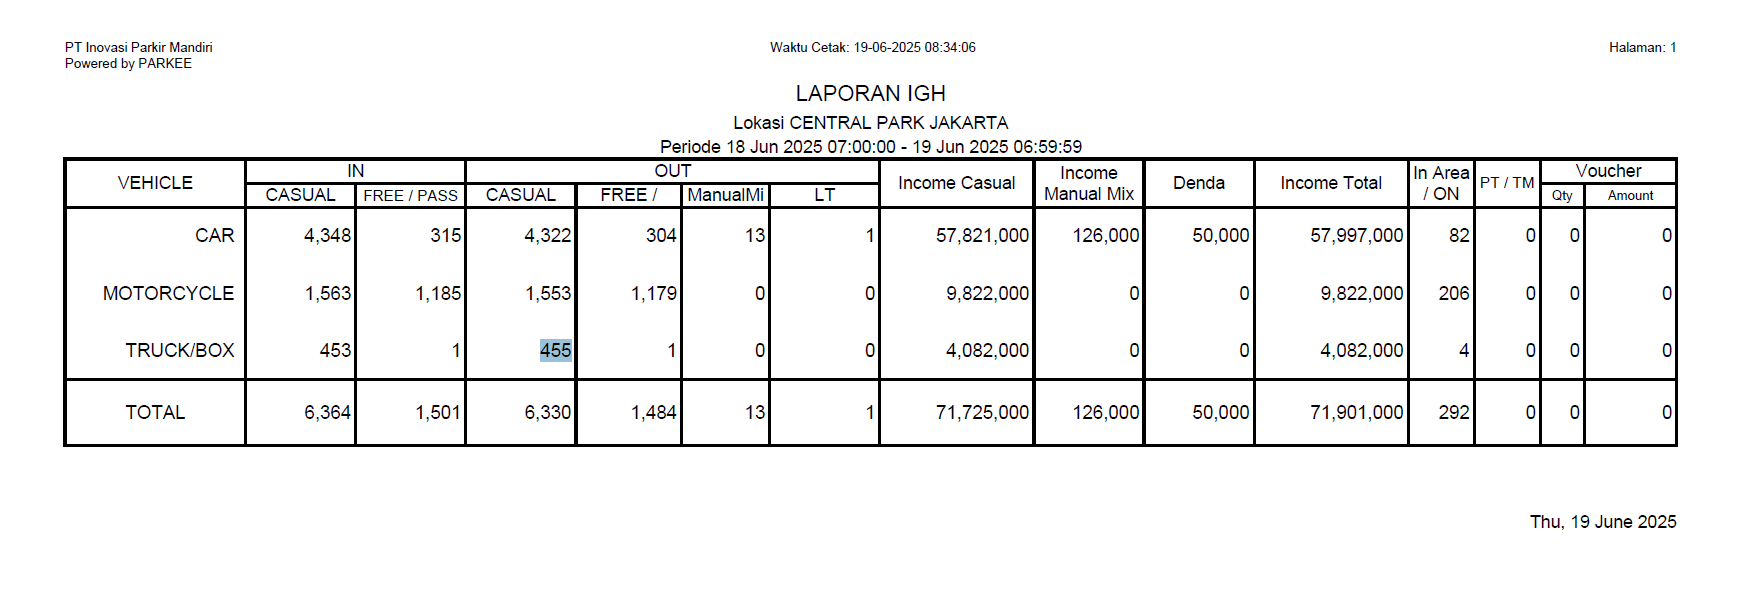 PT Inovasi Parkir Mandiri Waktu Cetak: 19-06-2025 08:34:06 Halaman: 1
Powered by PARKEE
LAPORAN IGH
Lokasi CENTRAL PARK JAKARTA
Periode 18 Jun 2025 07:00:00 - 19 Jun 2025 06:59:59
VEHICLE IN OUT Income Casual Income Manual Mix Denda Income Total In Area / ON PT / TM Voucher
CASUAL FREE / PASS CASUAL FREE / ManualMi LT Qty Amount
CAR 4,348 315 4,322 304 13 1 57,821,000 126,000 50,000 57,997,000 82 0 0 0
MOTORCYCLE 1,563 1,185 1,553 1,179 0 0 9,822,000 0 0 9,822,000 206 0 0 0
TRUCK/BOX 453 1 455 1 0 0 4,082,000 0 0 4,082,000 4 0 0 0
TOTAL 6,364 1,501 6,330 1,484 13 1 71,725,000 126,000 50,000 71,901,000 292 0 0 0
Thu, 19 June 2025